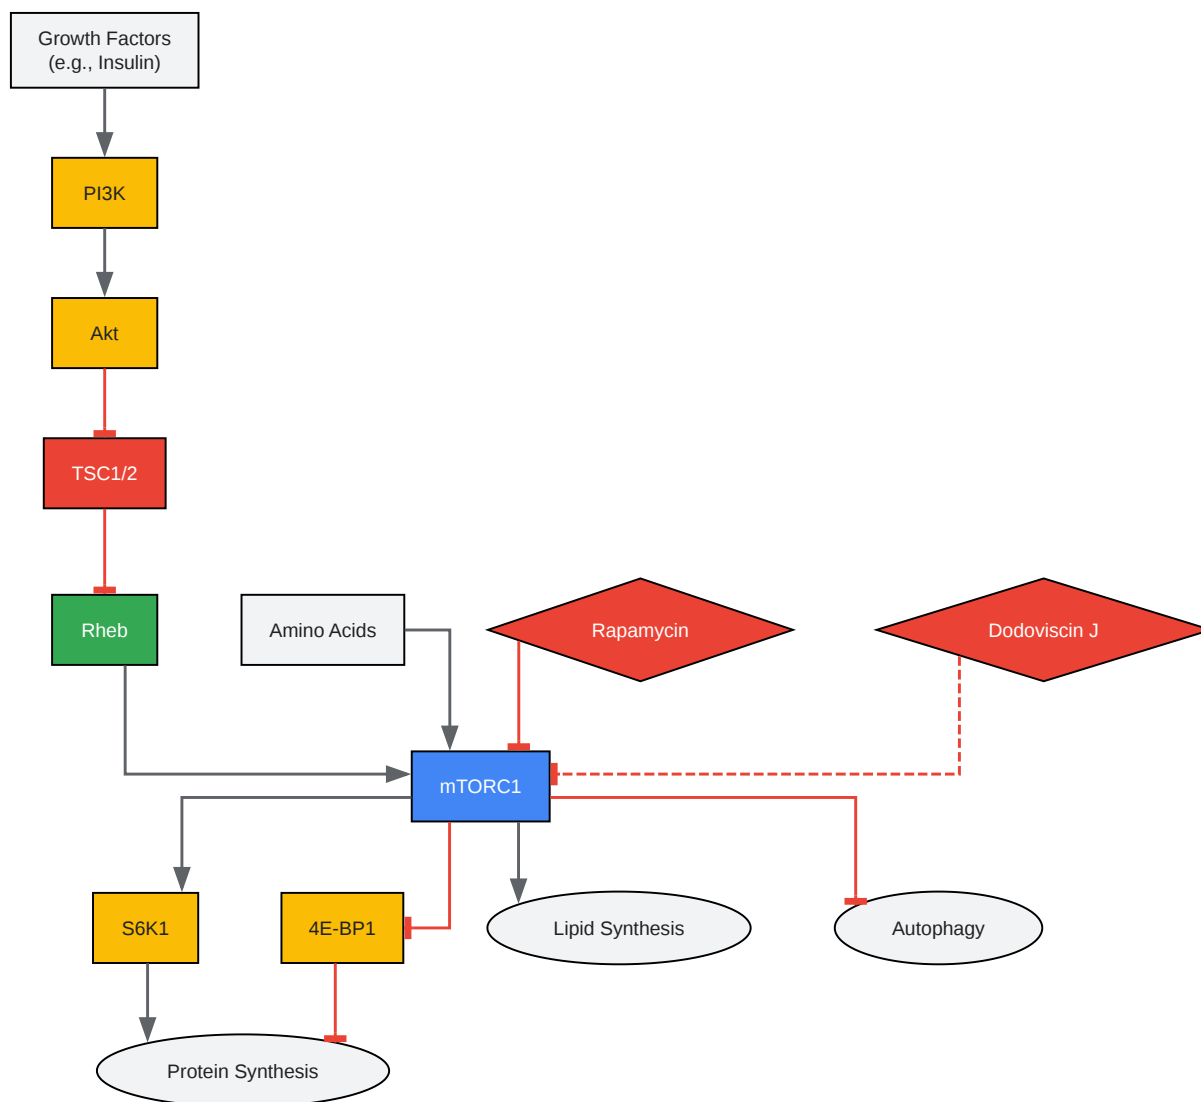 Growth Factors
(e.g., Insulin)
PI3K
Akt
TSC1/2
Rheb
Amino Acids
Rapamycin
Dodoviscin J
mTORC1
S6K1
4E-BP1
Lipid Synthesis
Autophagy
Protein Synthesis